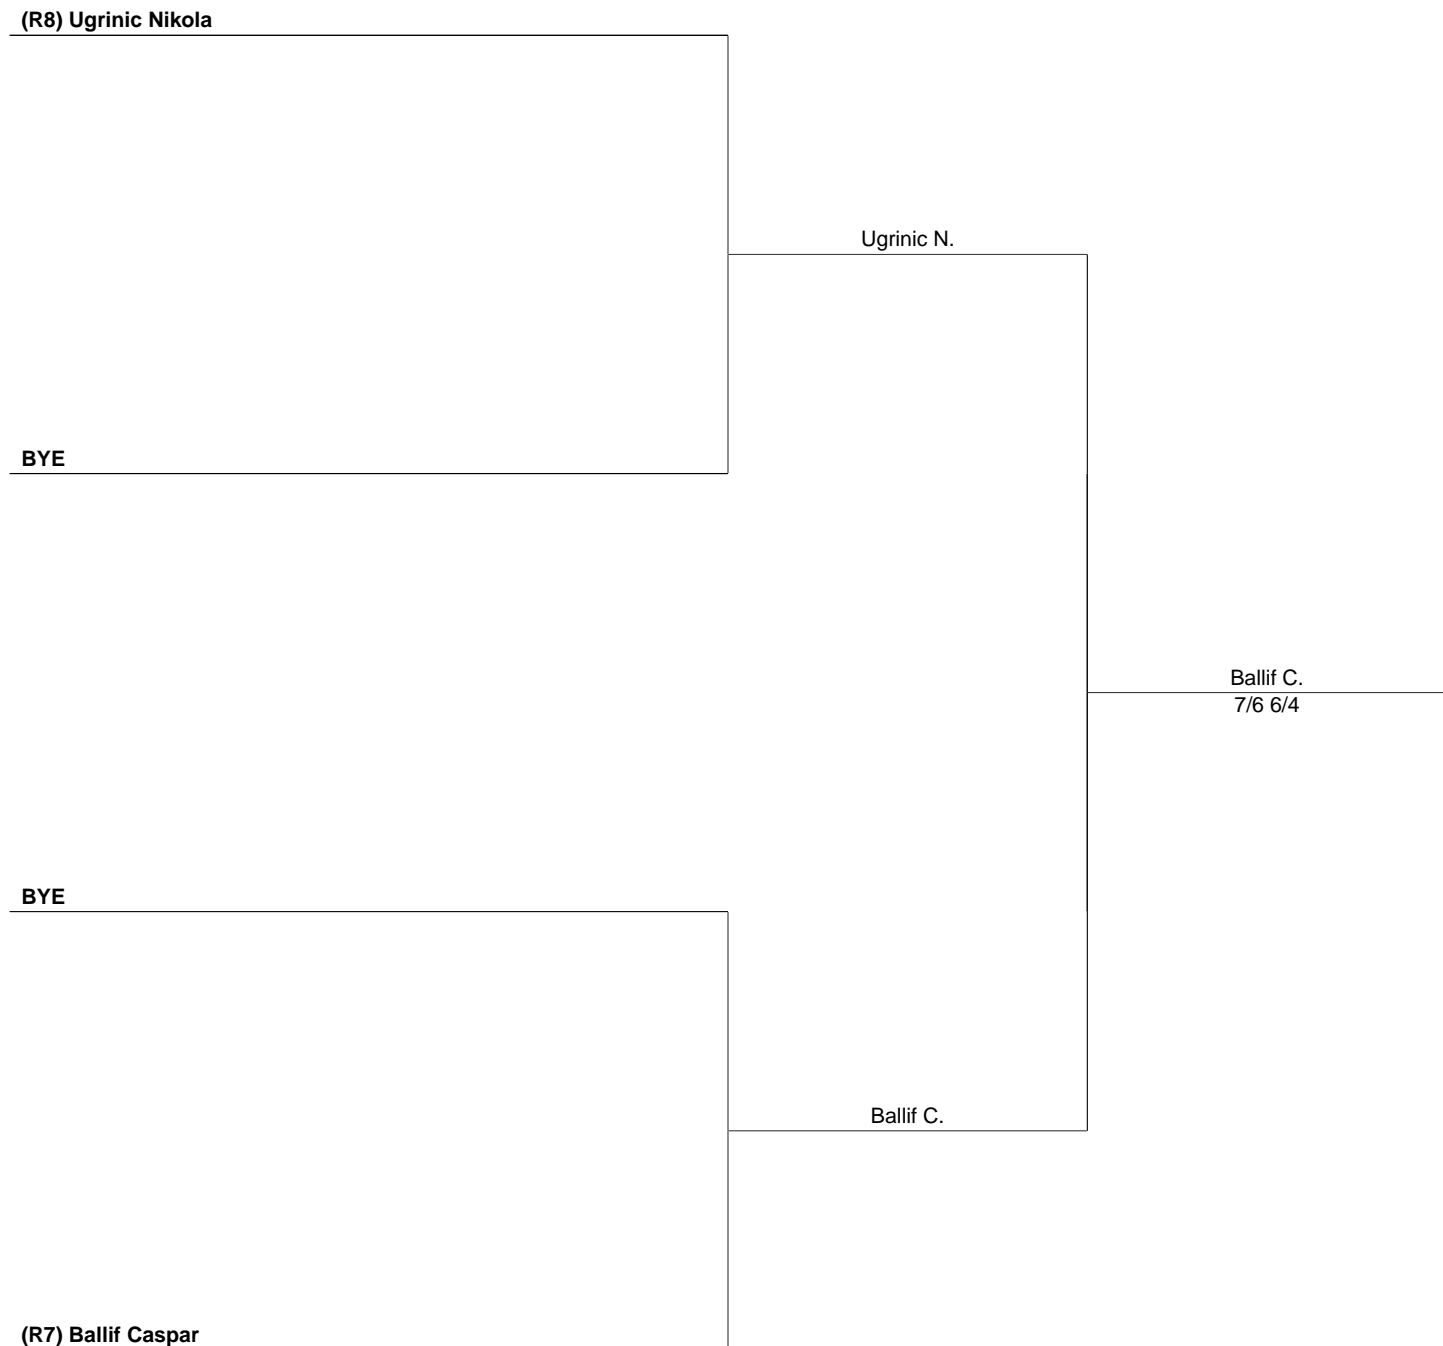 (R8) Ugrinic Nikola
Ugrinic N.
BYE
Ballif C.
7/6 6/4
BYE
Ballif C.
(R7) Ballif Caspar